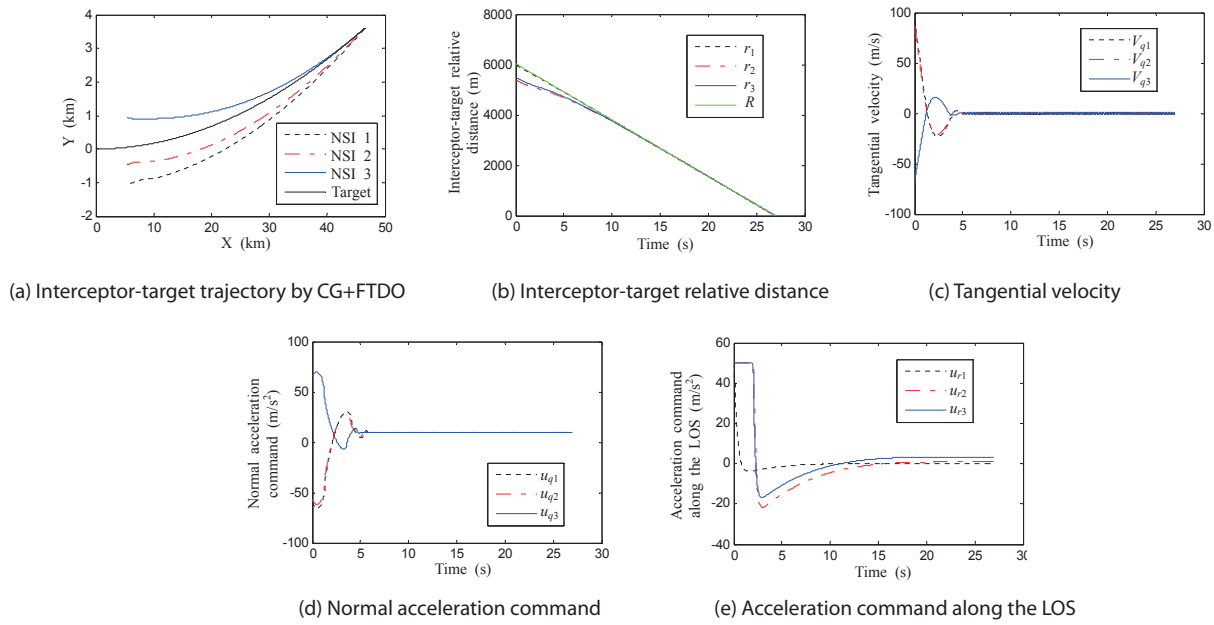 4
3
2
1
0
-1
-2
0
10
20
30
40
50
Y (km)
X (km)
NSI 1
NSI 2
NSI 3
Target
(a) Interceptor-target trajectory by CG+FTDO
8000
6000
4000
2000
0
0
5
10
15
20
25
30
Interceptor-target relative
distance (m)
Time (s)
r1
r2
r3
R
(b) Interceptor-target relative distance
100
50
0
-50
-100
0
5
10
15
20
25
30
Tangential velocity (m/s)
Time (s)
Vq1
Vq2
Vq3
(c) Tangential velocity
100
50
0
-50
-100
0
5
10
15
20
25
30
Normal acceleration
command (m/s²)
Time (s)
uq1
uq2
uq3
(d) Normal acceleration command
60
40
20
0
-20
-40
0
5
10
15
20
25
30
Acceleration command
along the LOS (m/s²)
Time (s)
ur1
ur2
ur3
(e) Acceleration command along the LOS